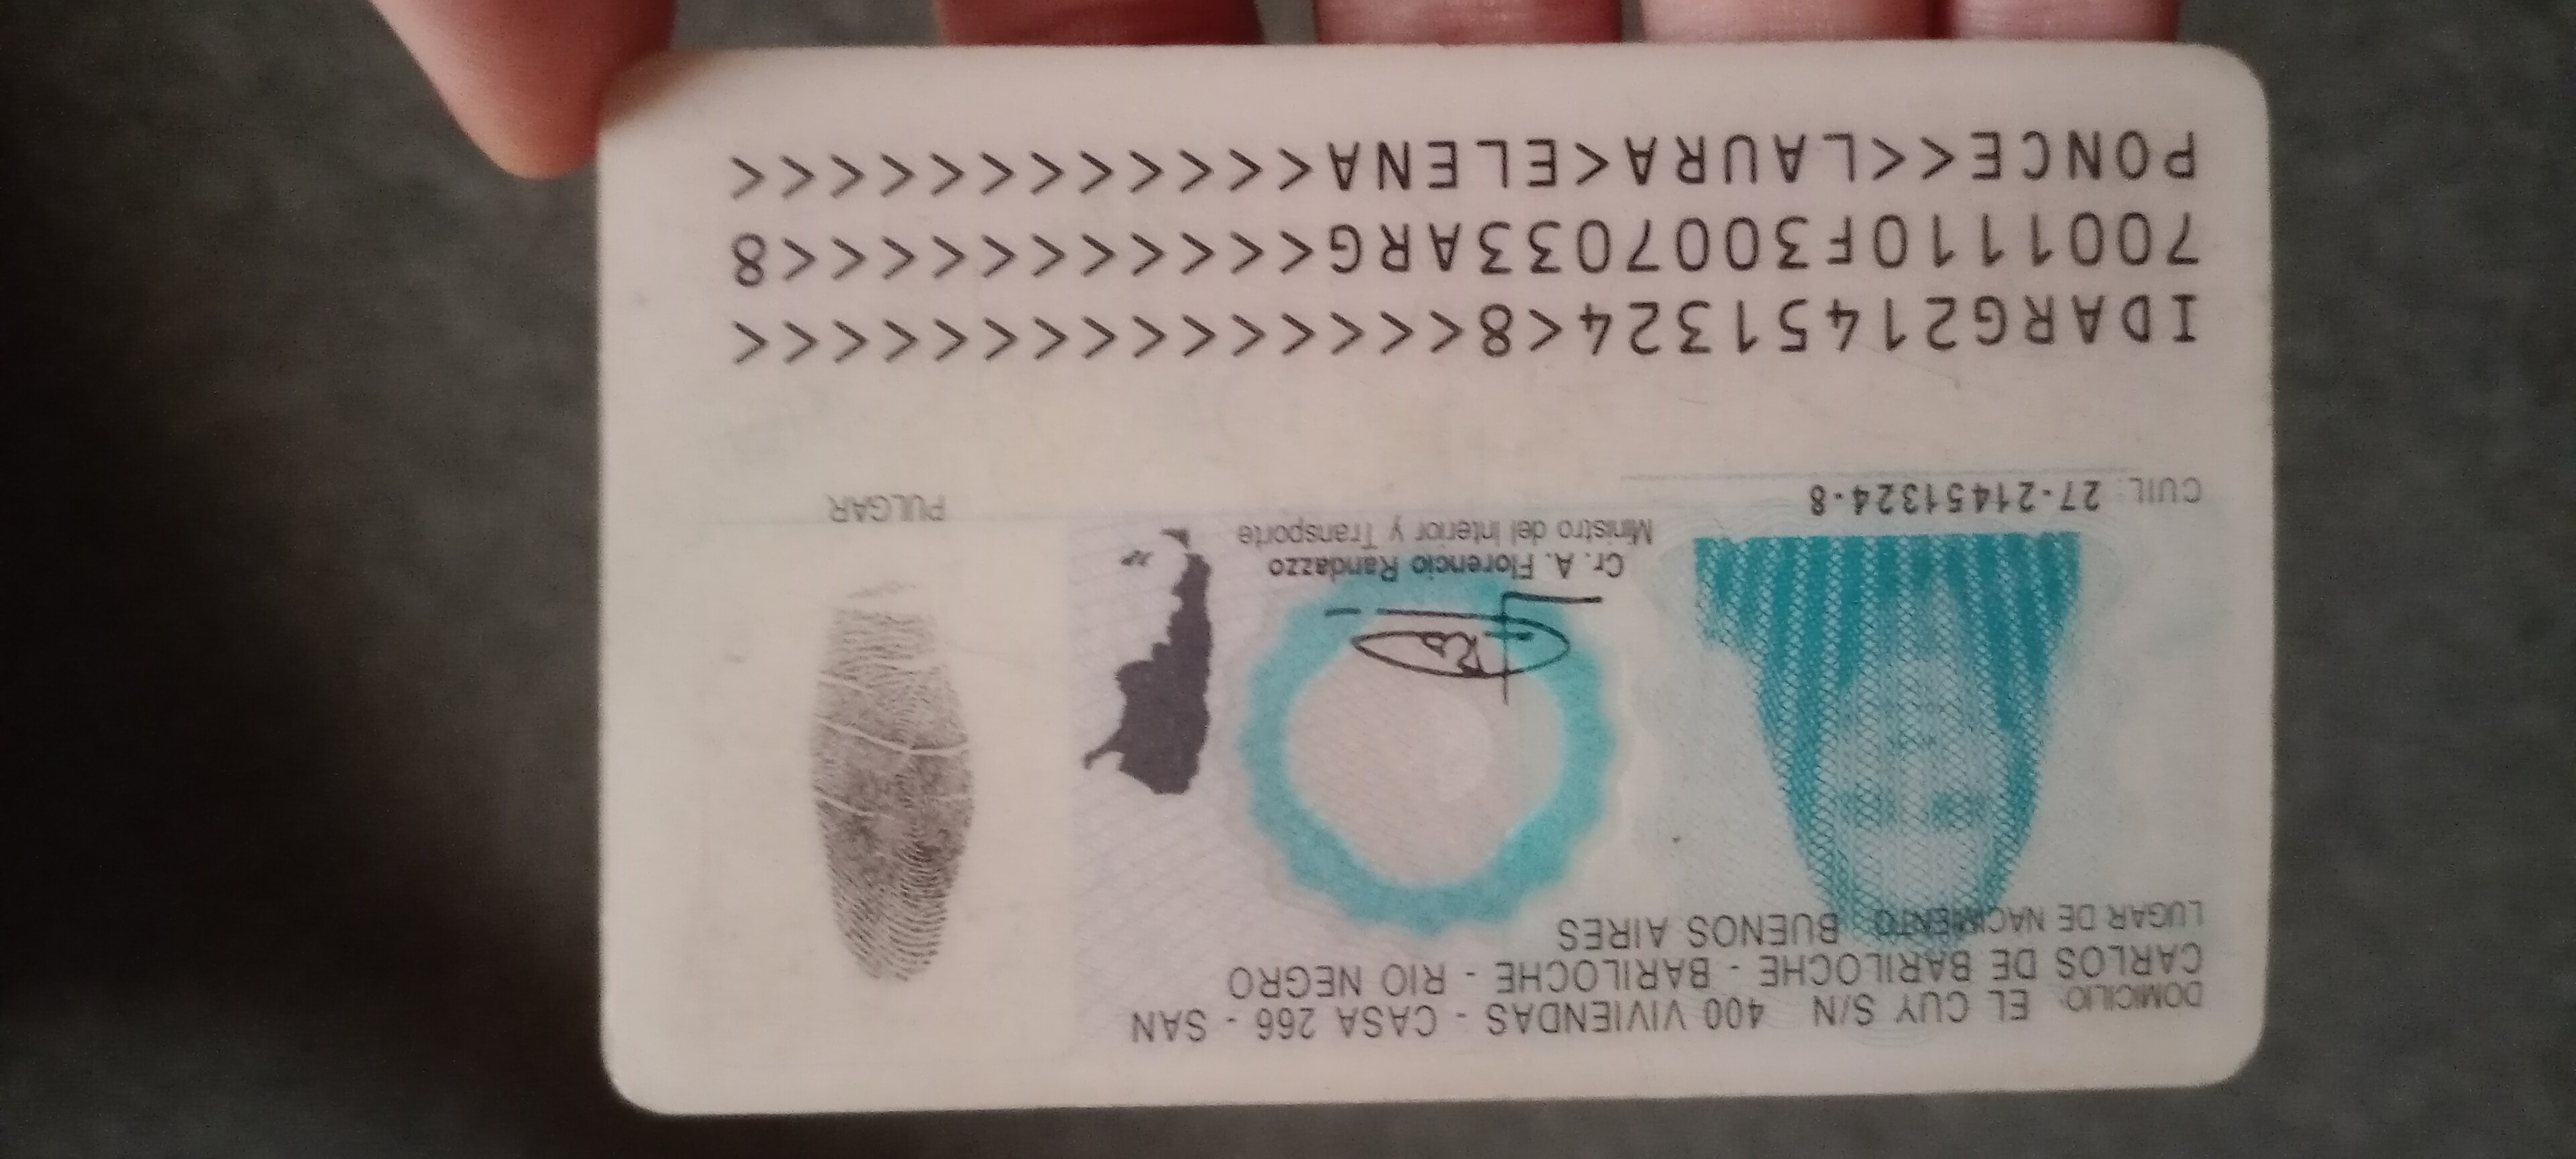 DOMICILIO: EL CUY S/N 400 VIVIENDAS - CASA 266 - SAN
CARLOS DE BARILOCHE - BARILOCHE - RIO NEGRO
LUGAR DE NACIMIENTO: BUENOS AIRES
Cr. A. Florencio Randazzo
Ministro del Interior y Transporte
PULGAR
CUIL: 27-21451324-8
IDARG21451324<8<<<<<<<<<<<<<<<
7001110F3007033ARG<<<<<<<<<<<8
PONCE<<LAURA<ELENA<<<<<<<<<<<<